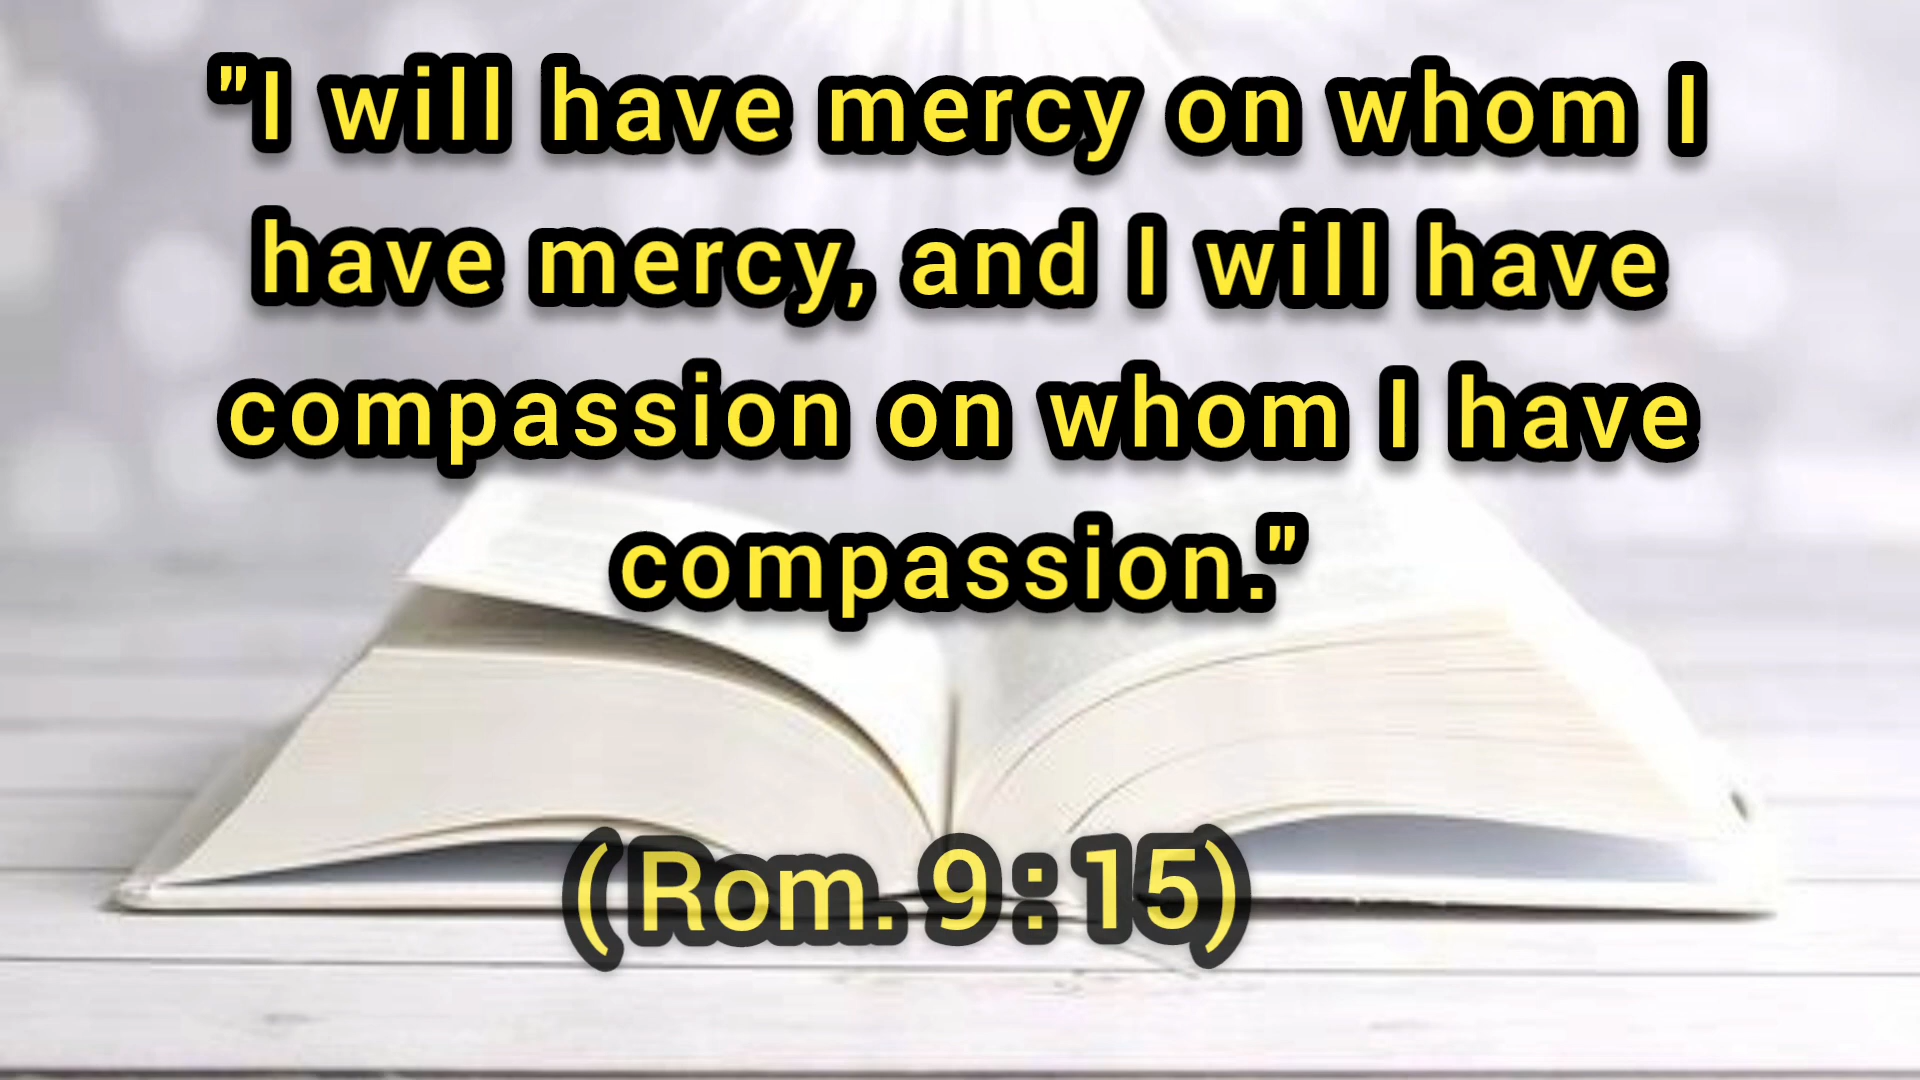 "I will have mercy on whom I
have mercy, and I will have
compassion on whom I have
compassion."
(Rom. 9:15)